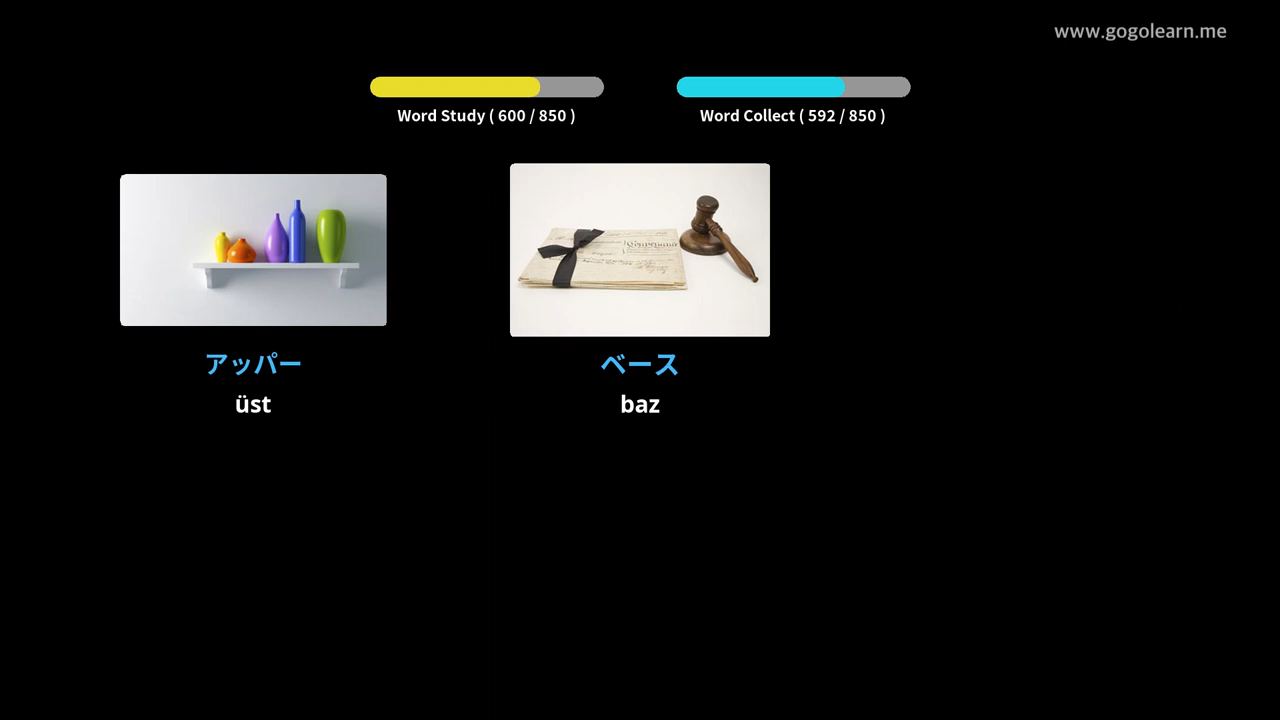 www.gogolearn.me
Word Study ( 600 / 850 )
Word Collect ( 592 / 850 )
アッパー
üst
ベース
baz